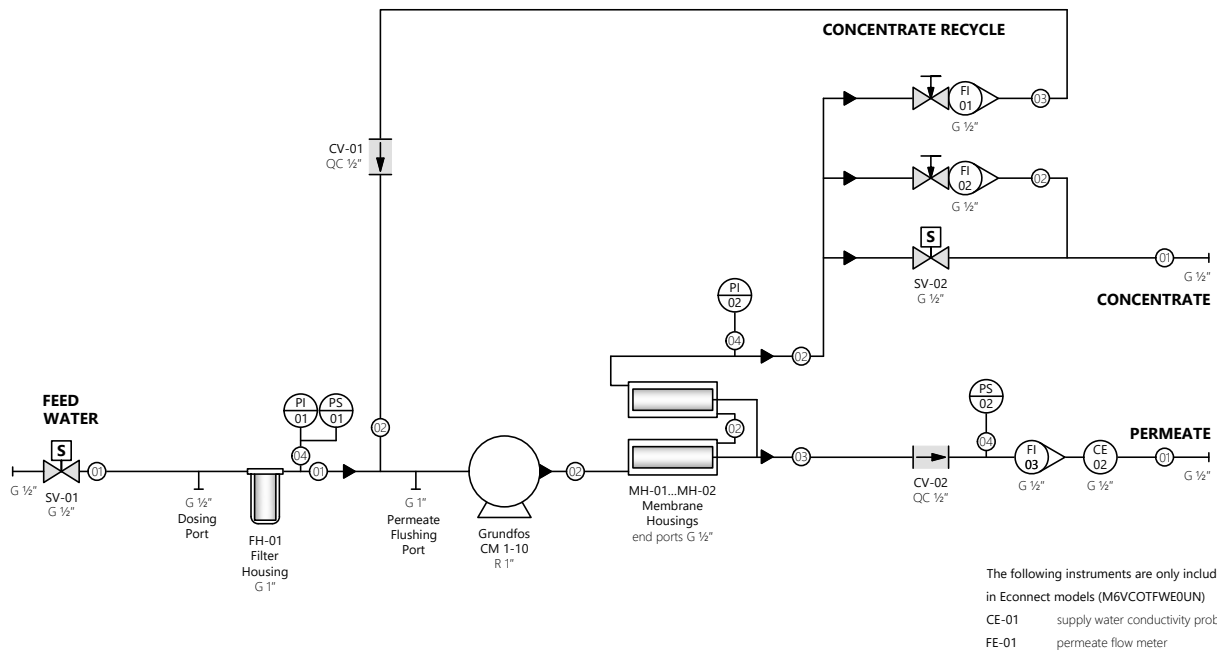 CONCENTRATE RECYCLE
FI
01
03
G ½"
CV-01
QC ½"
FI
02
02
G ½"
S
SV-02
G ½"
01
G ½"
CONCENTRATE
PI
02
04
02
FEED
WATER
S
G ½"
SV-01
G ½"
01
G ½"
Dosing
Port
PI
01
PS
01
04
01
FH-01
Filter
Housing
G 1"
02
G 1"
Permeate
Flushing
Port
Grundfos
CM 1-10
R 1"
02
02
MH-01...MH-02
Membrane
Housings
end ports G ½"
03
CV-02
QC ½"
PS
02
04
FI
03
G ½"
CE
02
G ½"
PERMEATE
01
G ½"
The following instruments are only includ
in Econnect models (M6VCOTFWE0UN)
CE-01 supply water conductivity prob
FE-01 permeate flow meter